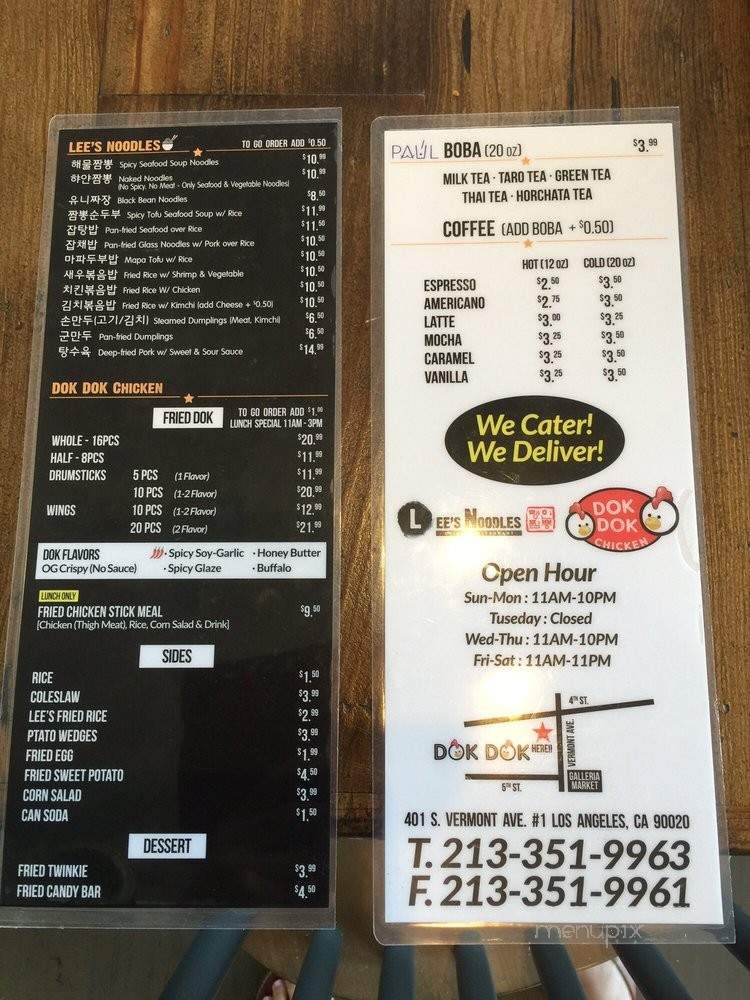 LEE'S NOODLES TO GO ORDER ADD $0.50
해물짬뽕 Spicy Seafood Soup Noodles $10.99
하얀짬뽕 Naked Noodles $10.99
(No Spicy, No Meat - Only Seafood & Vegetable Noodles)
유니짜장 Black Bean Noodles $8.50
짬뽕순두부 Spicy Tofu Seafood Soup w/ Rice $11.99
잡탕밥 Pan-fried Seafood over Rice $11.50
잡채밥 Pan-fried Glass Noodles w/ Pork over Rice $10.50
마파두부밥 Mapa Tofu w/ Rice $10.50
새우볶음밥 Fried Rice w/ Shrimp & Vegetable $10.50
치킨볶음밥 Fried Rice W/ Chicken $10.50
김치볶음밥 Fried Rice w/ Kimchi (add Cheese + $0.50) $10.50
손만두(고기/김치) Steamed Dumplings (Meat, Kimchi) $6.50
군만두 Pan-fried Dumplings $6.50
탕수육 Deep-fried Pork w/ Sweet & Sour Sauce $14.99
DOK DOK CHICKEN
FRIED DOK TO GO ORDER ADD $1.00
LUNCH SPECIAL 11AM - 3PM
WHOLE - 16PCS $20.99
HALF - 8PCS $11.99
DRUMSTICKS 5 PCS (1 Flavor) $11.99
10 PCS (1-2 Flavor) $20.99
WINGS 10 PCS (1-2 Flavor) $12.99
20 PCS (2 Flavor) $21.99
DOK FLAVORS · Spicy Soy-Garlic · Honey Butter
OG Crispy (No Sauce) · Spicy Glaze · Buffalo
LUNCH ONLY
FRIED CHICKEN STICK MEAL $9.50
[Chicken (Thigh Meat), Rice, Corn Salad & Drink]
SIDES
RICE $1.50
COLESLAW $3.99
LEE'S FRIED RICE $2.99
PTATO WEDGES $3.99
FRIED EGG $1.99
FRIED SWEET POTATO $4.50
CORN SALAD $3.99
CAN SODA $1.50
DESSERT
FRIED TWINKIE $3.99
FRIED CANDY BAR $4.50
PAUL BOBA (20 OZ) $3.99
MILK TEA · TARO TEA · GREEN TEA
THAI TEA · HORCHATA TEA
COFFEE (ADD BOBA + $0.50)
HOT (12 OZ) COLD (20 OZ)
ESPRESSO $2.50 $3.50
AMERICANO $2.75 $3.50
LATTE $3.00 $3.25
MOCHA $3.25 $3.50
CARAMEL $3.25 $3.50
VANILLA $3.25 $3.50
We Cater!
We Deliver!
LEE'S NOODLES
DOK DOK CHICKEN
Open Hour
Sun-Mon : 11AM-10PM
Tuseday : Closed
Wed-Thu : 11AM-10PM
Fri-Sat : 11AM-11PM
4TH ST.
DOK DOK HERE!!
VERMONT AVE.
5TH ST.
GALLERIA MARKET
401 S. VERMONT AVE. #1 LOS ANGELES, CA 90020
T. 213-351-9963
F. 213-351-9961
menupix